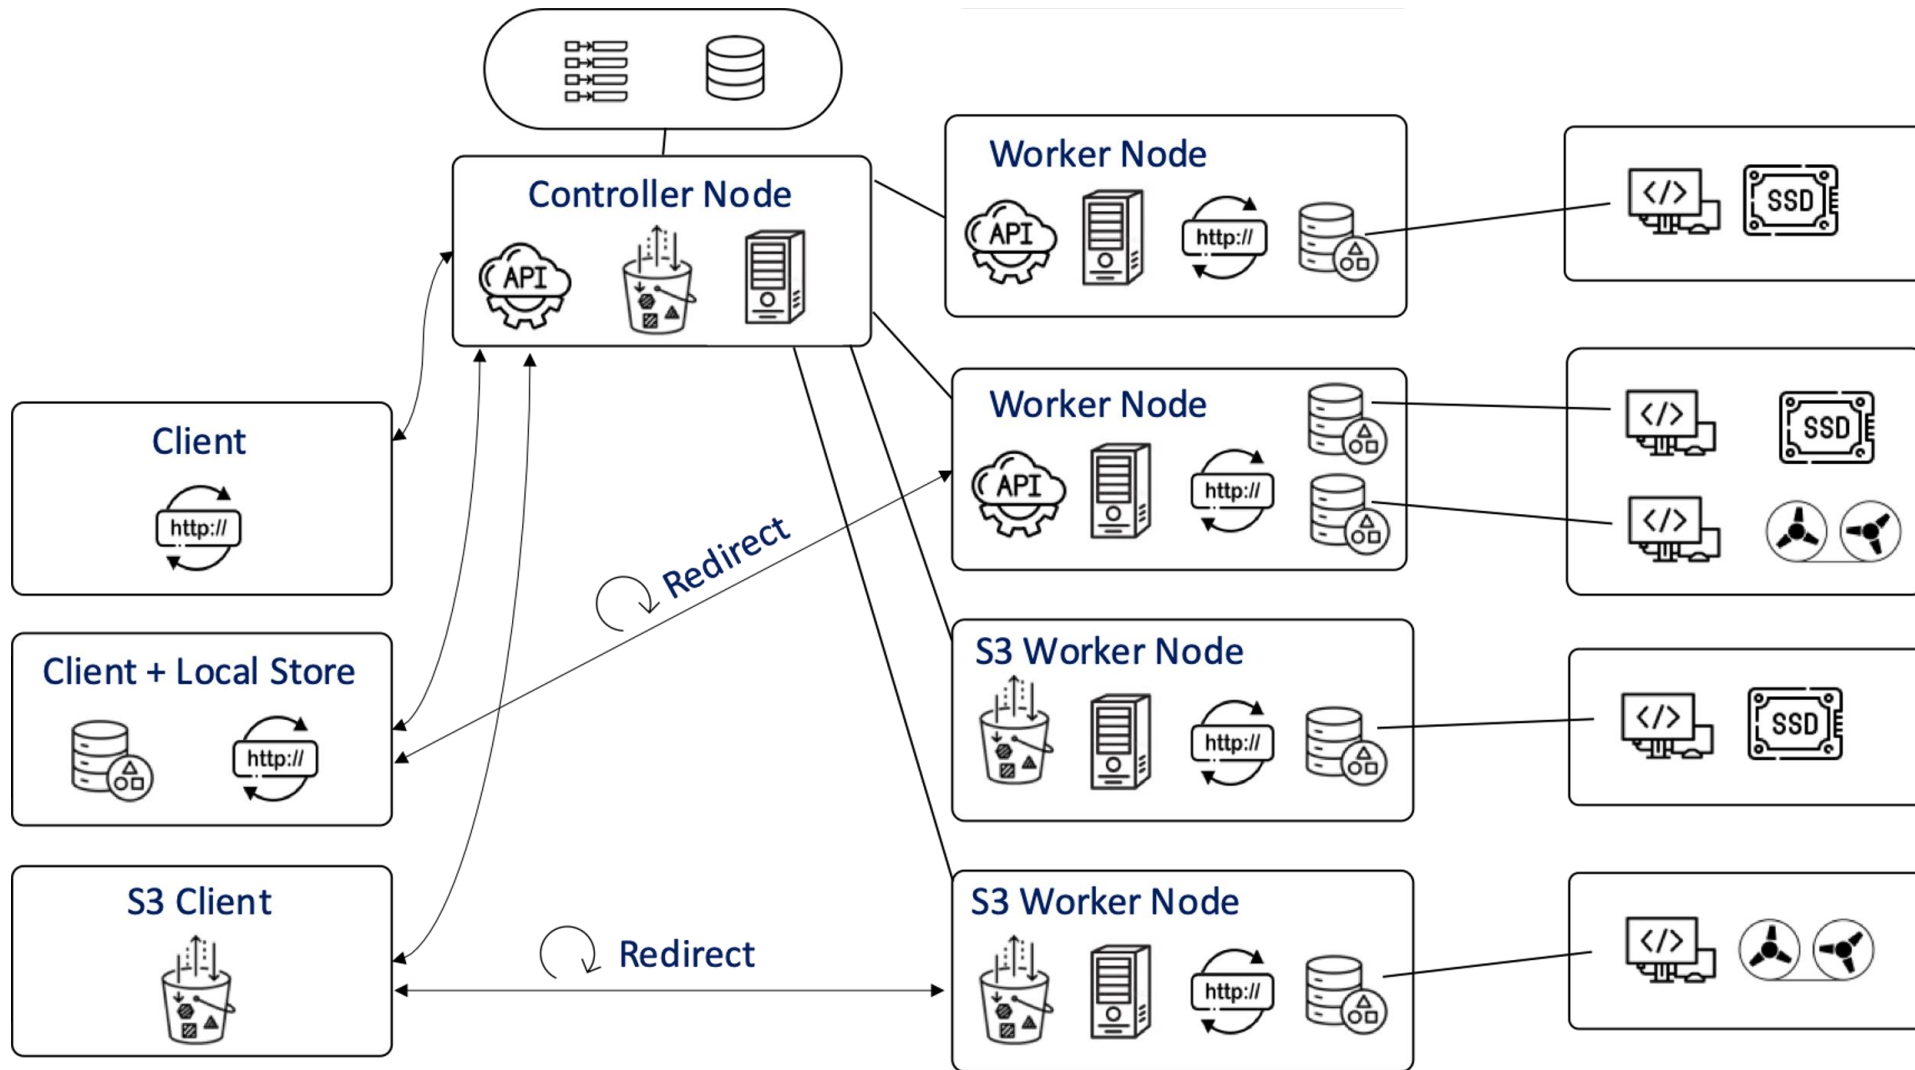 Controller Node
API
Worker Node
API
http://
</>
SSD
Client
http://
Worker Node
API
http://
</>
SSD
</>
Redirect
Client + Local Store
http://
S3 Worker Node
http://
</>
SSD
S3 Client
Redirect
S3 Worker Node
http://
</>